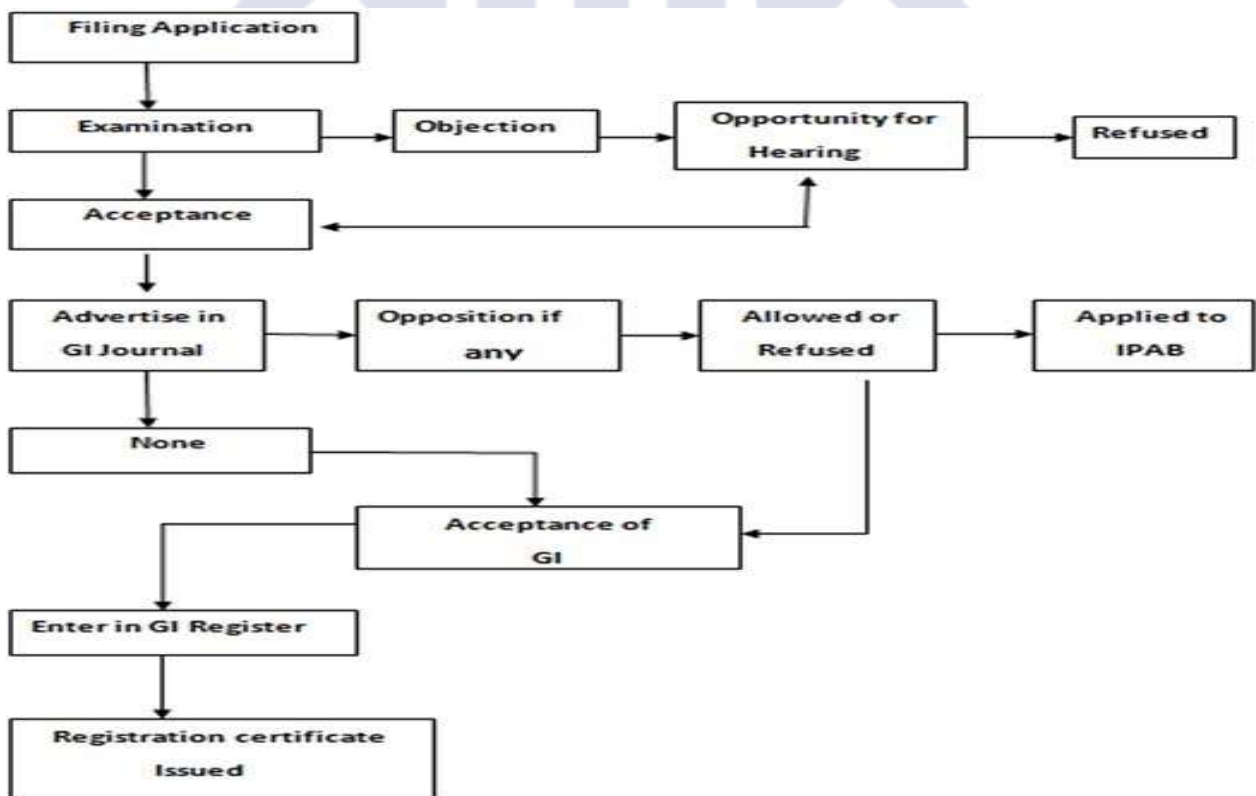 Filing Application
Examination
Objection
Opportunity for
Hearing
Refused
Acceptance
Advertise in
GI Journal
Opposition if
any
Allowed or
Refused
Applied to
IPAB
None
Acceptance of
GI
Enter in GI Register
Registration certificate
Issued